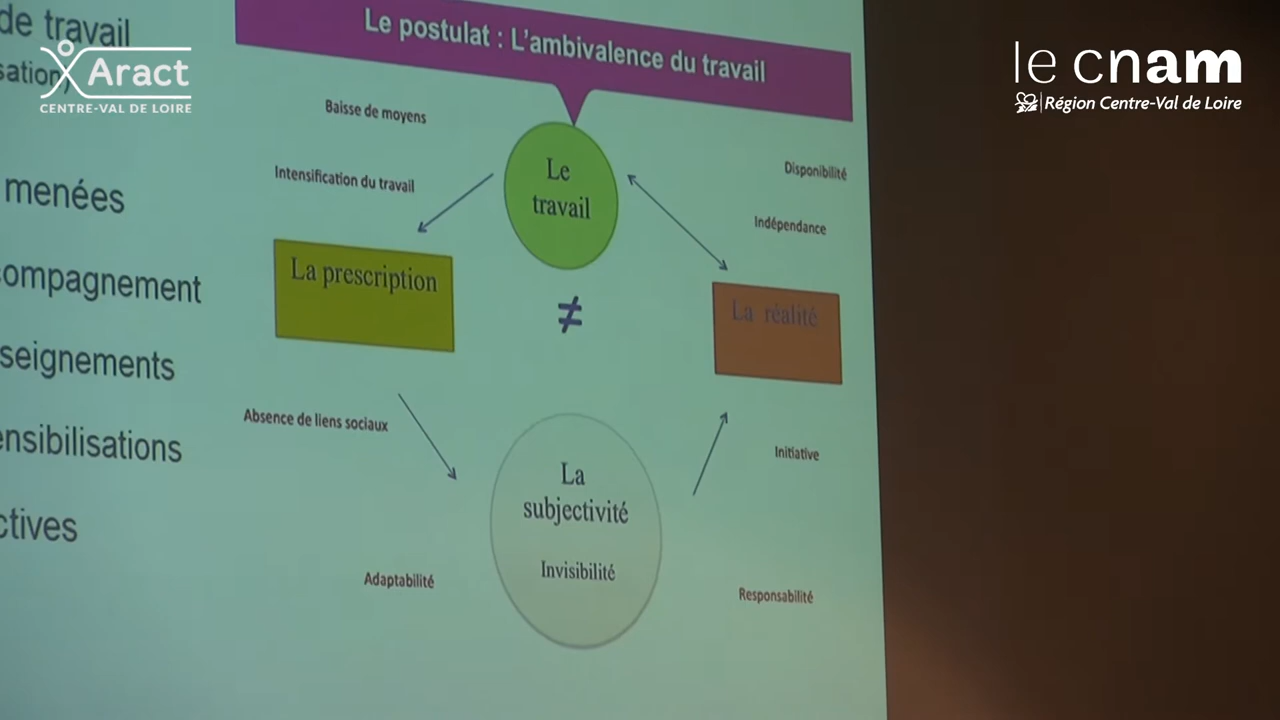 de travail
sation,
menées
ompagnement
seignements
ensibilisations
ctives
Aract
CENTRE-VAL DE LOIRE
le cnam
Région Centre-Val de Loire
Le postulat : L'ambivalence du travail
Baisse de moyens
Intensification du travail
Le
travail
Disponibilité
Indépendance
La prescription
≠
La réalité
Absence de liens sociaux
La
subjectivité
Invisibilité
Initiative
Adaptabilité
Responsabilité